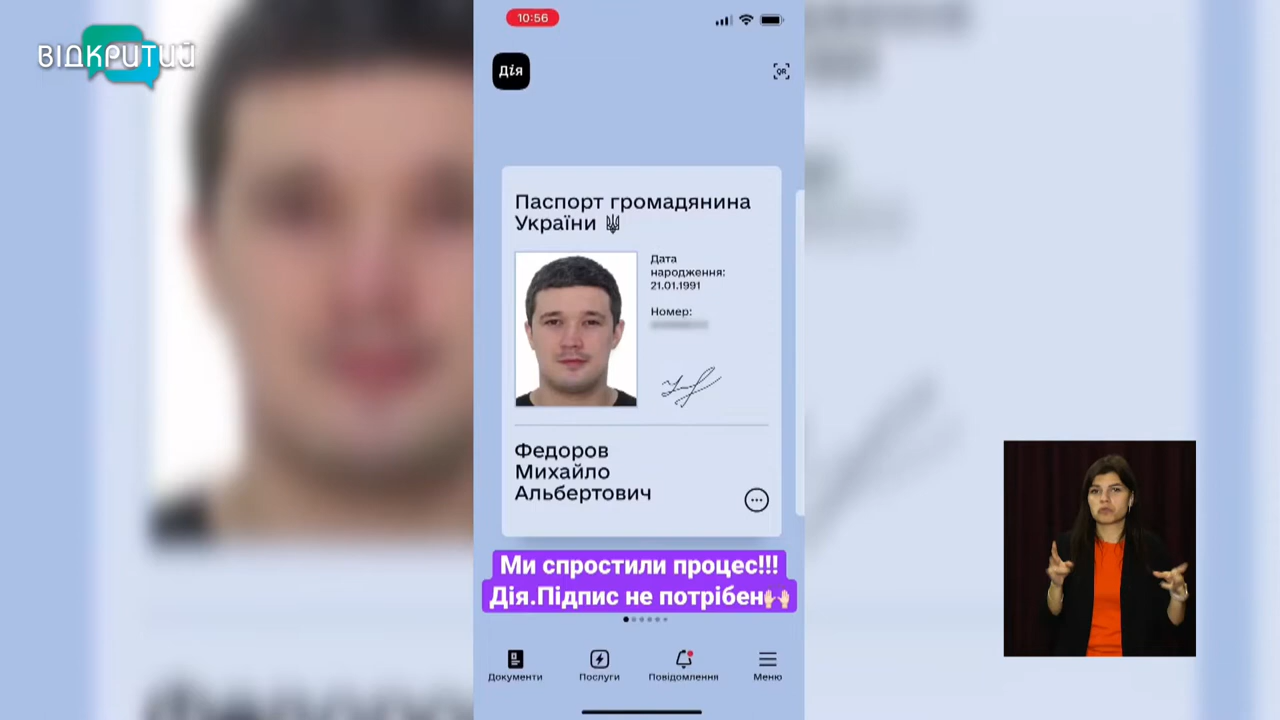 ВІДКРИТИЙ
10:56
Дія
QR
Паспорт громадянина
України
Дата
народження:
21.01.1991
Номер:
Федоров
Михайло
Альбертович
Ми спростили процес!!!
Дія.Підпис не потрібен🙌🏻
Документи
Послуги
Повідомлення
Меню